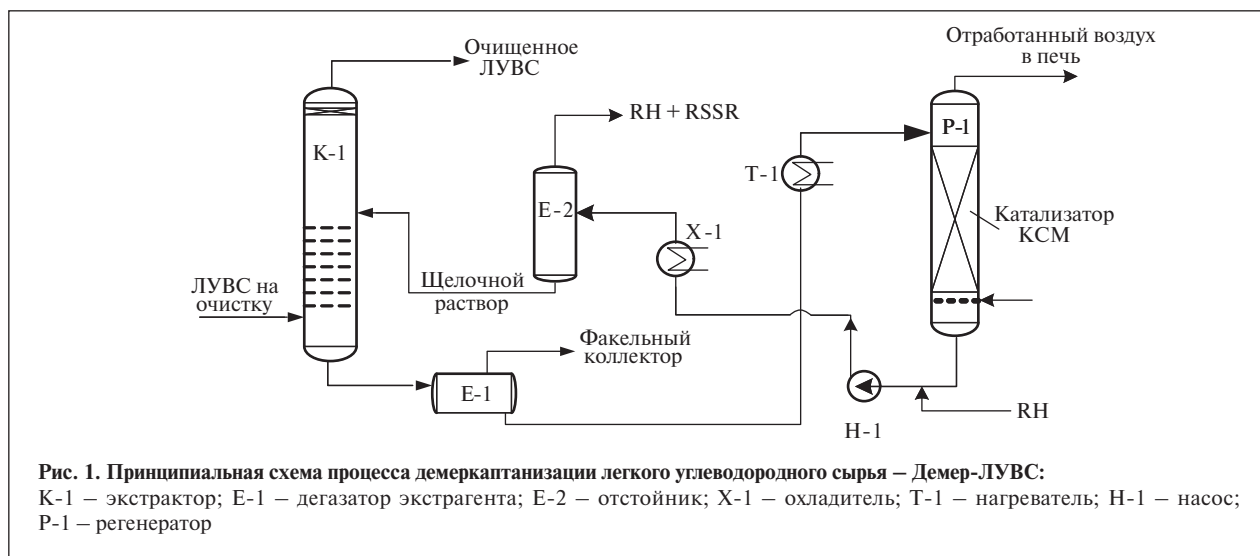 Очищенное
ЛУВС
Отработанный воздух
в печь
RH + RSSR
К-1
Р-1
Т-1
Е-2
Х-1
Катализатор
КСМ
ЛУВС на
очистку
Щелочной
раствор
Факельный
коллектор
Е-1
Н-1
RH
Рис. 1. Принципиальная схема процесса демеркаптанизации легкого углеводородного сырья – Демер-ЛУВС:
К-1 – экстрактор; Е-1 – дегазатор экстрагента; Е-2 – отстойник; Х-1 – охладитель; Т-1 – нагреватель; Н-1 – насос;
Р-1 – регенератор